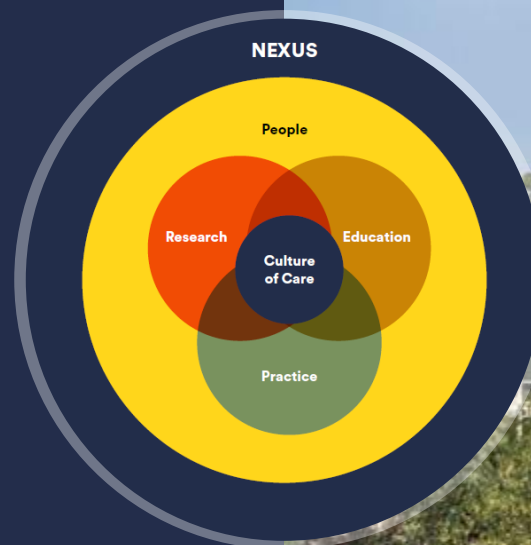 NEXUS
People
Research
Education
Culture
of Care
Practice